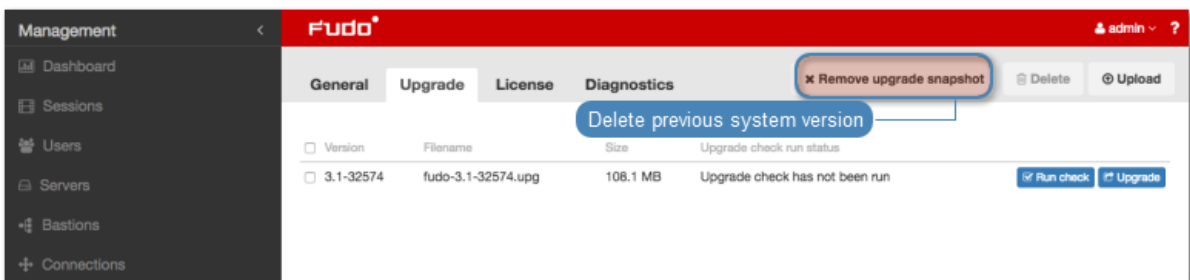 Management
Fudo
admin ?
Dashboard
General Upgrade License Diagnostics Remove upgrade snapshot Delete Upload
Sessions
Delete previous system version
Users
Version Filename Size Upgrade check run status
Servers
3.1-32574 fudo-3.1-32574.upg 108.1 MB Upgrade check has not been run Run check Upgrade
Bastions
Connections